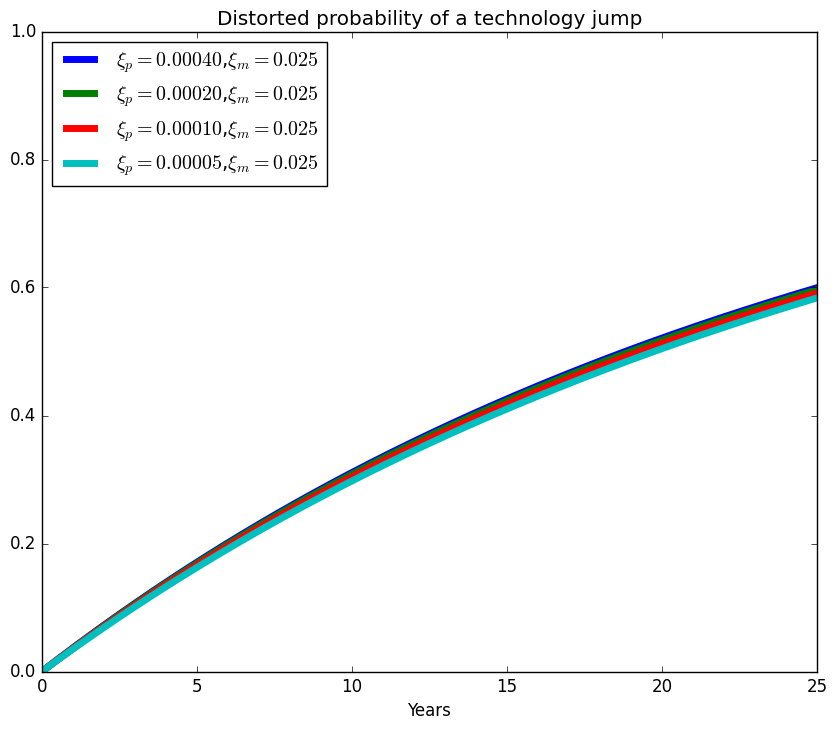 Distorted probability of a technology jump
1.0
ξp = 0.00040,ξm = 0.025
ξp = 0.00020,ξm = 0.025
ξp = 0.00010,ξm = 0.025
ξp = 0.00005,ξm = 0.025
0.8
0.6
0.4
0.2
0.0
0 5 10 15 20 25
Years